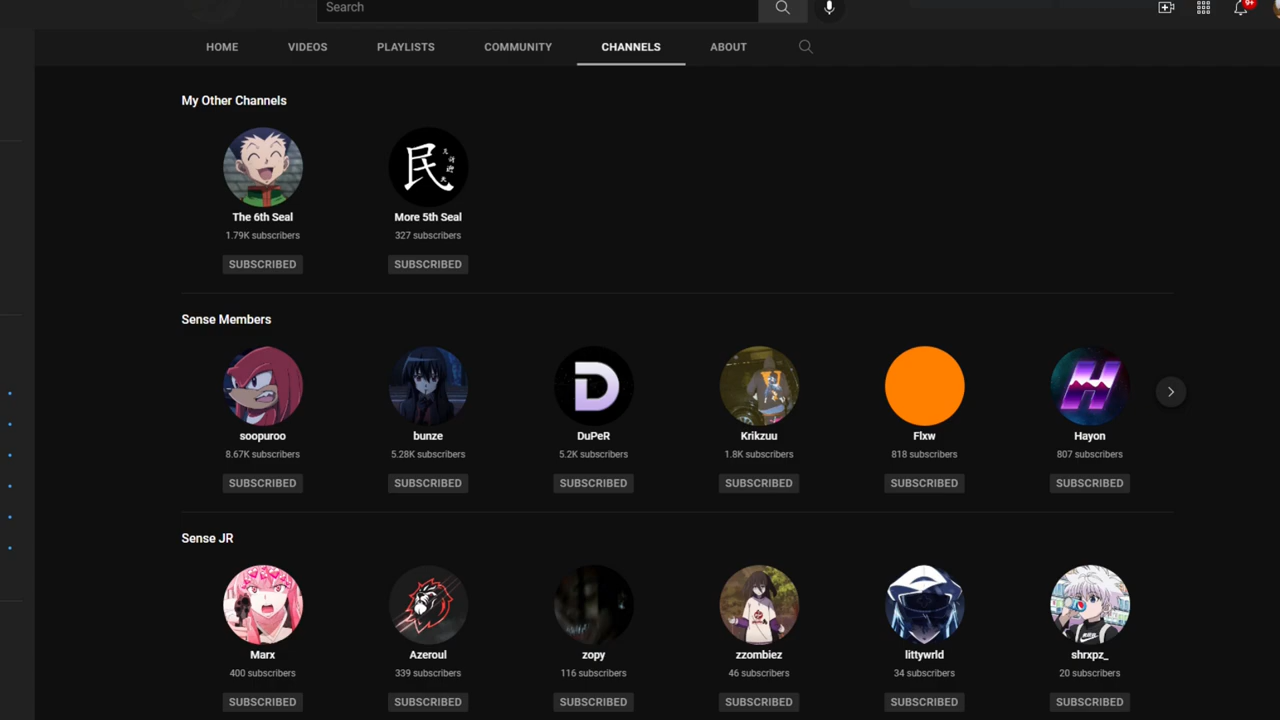 Search
9+
HOME VIDEOS PLAYLISTS COMMUNITY CHANNELS ABOUT
My Other Channels
民
The 6th Seal More 5th Seal
1.79K subscribers 327 subscribers
SUBSCRIBED SUBSCRIBED
Sense Members
D H
soopuroo bunze DuPeR Krikzuu Flxw Hayon
8.67K subscribers 5.28K subscribers 5.2K subscribers 1.8K subscribers 818 subscribers 807 subscribers
SUBSCRIBED SUBSCRIBED SUBSCRIBED SUBSCRIBED SUBSCRIBED SUBSCRIBED
Sense JR
Marx Azeroul zopy zzombiez littywrld shrxpz_
400 subscribers 339 subscribers 116 subscribers 46 subscribers 34 subscribers 20 subscribers
SUBSCRIBED SUBSCRIBED SUBSCRIBED SUBSCRIBED SUBSCRIBED SUBSCRIBED